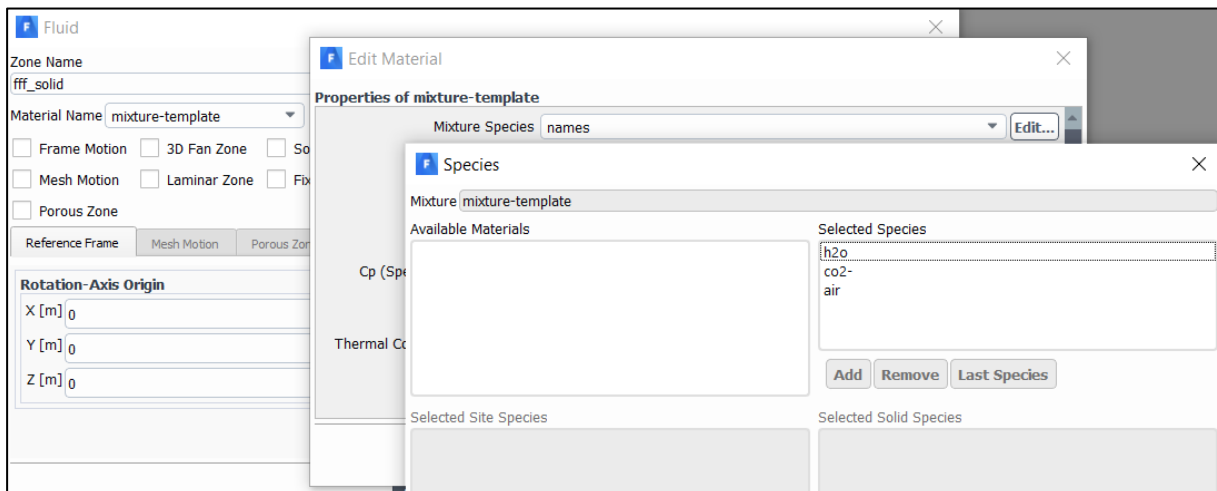 Fluid
Edit Material
Zone Name
fff_solid
Properties of mixture-template
Material Name mixture-template
Mixture Species names Edit...
Frame Motion 3D Fan Zone So
Species
Mesh Motion Laminar Zone Fix
Mixture mixture-template
Porous Zone
Available Materials Selected Species
Reference Frame Mesh Motion Porous Zon
h2o
co2-
air
Cp (Spe
Rotation-Axis Origin
X [m] 0
Y [m] 0
Thermal Co
Z [m] 0
Add Remove Last Species
Selected Site Species Selected Solid Species